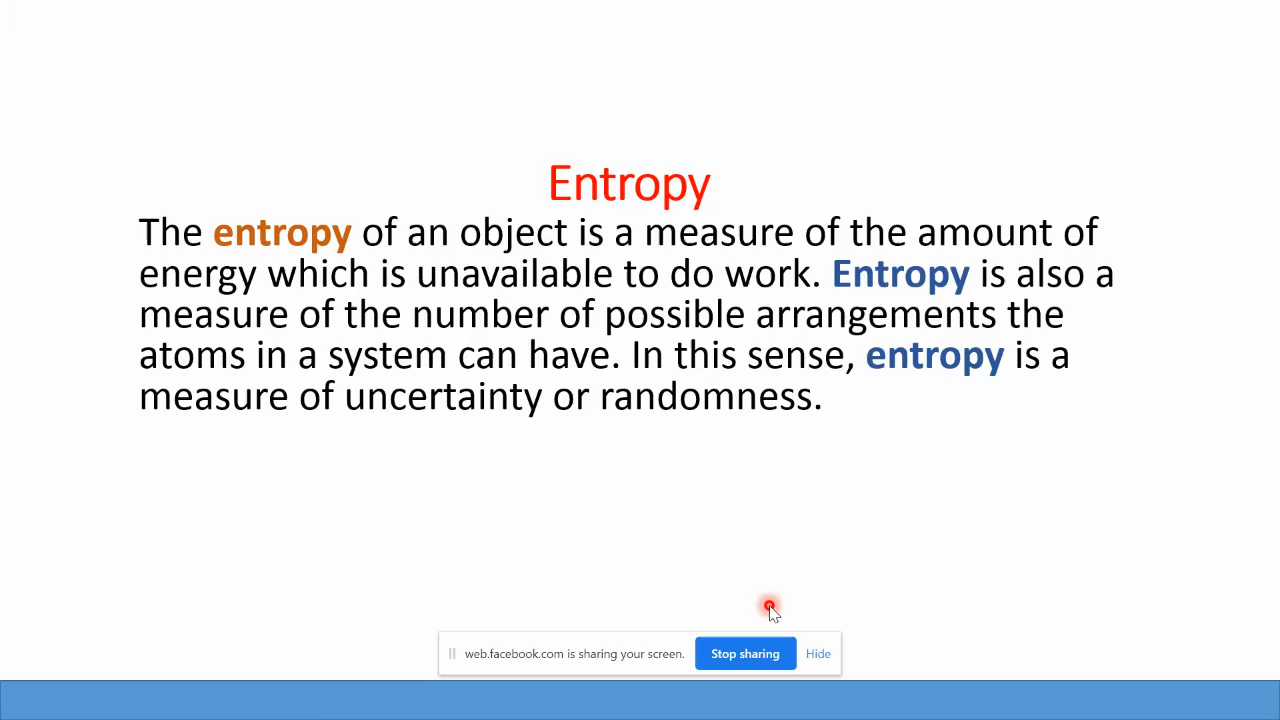 Entropy
The entropy of an object is a measure of the amount of
energy which is unavailable to do work. Entropy is also a
measure of the number of possible arrangements the
atoms in a system can have. In this sense, entropy is a
measure of uncertainty or randomness.
web.facebook.com is sharing your screen. Stop sharing Hide